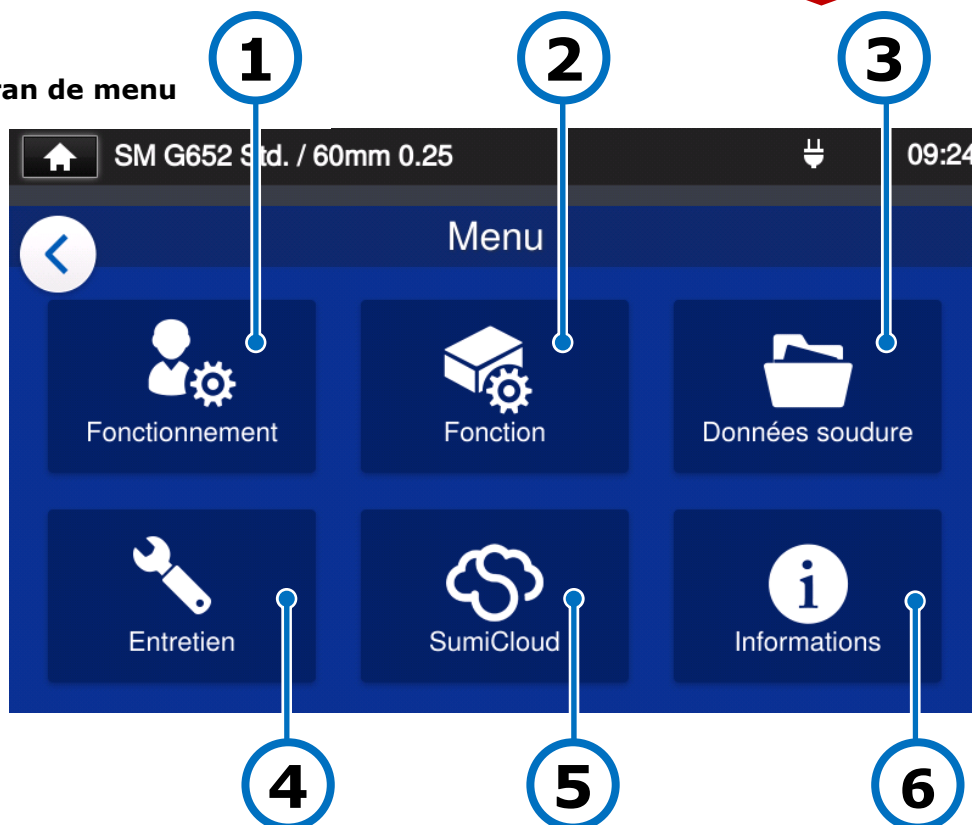 1 2 3
ran de menu
SM G652 Std. / 60mm 0.25 09:24
Menu
Fonctionnement Fonction Données soudure
Entretien SumiCloud Informations
4 5 6